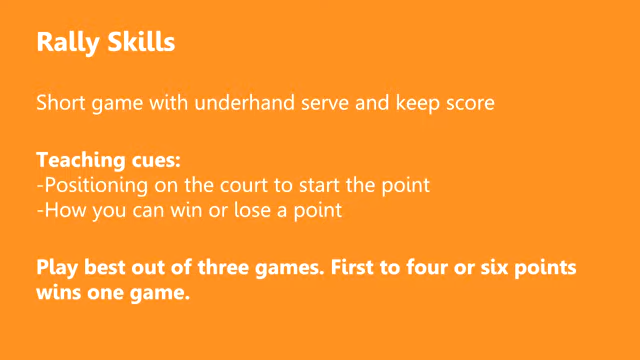 Rally Skills
Short game with underhand serve and keep score
Teaching cues:
-Positioning on the court to start the point
-How you can win or lose a point
Play best out of three games. First to four or six points
wins one game.